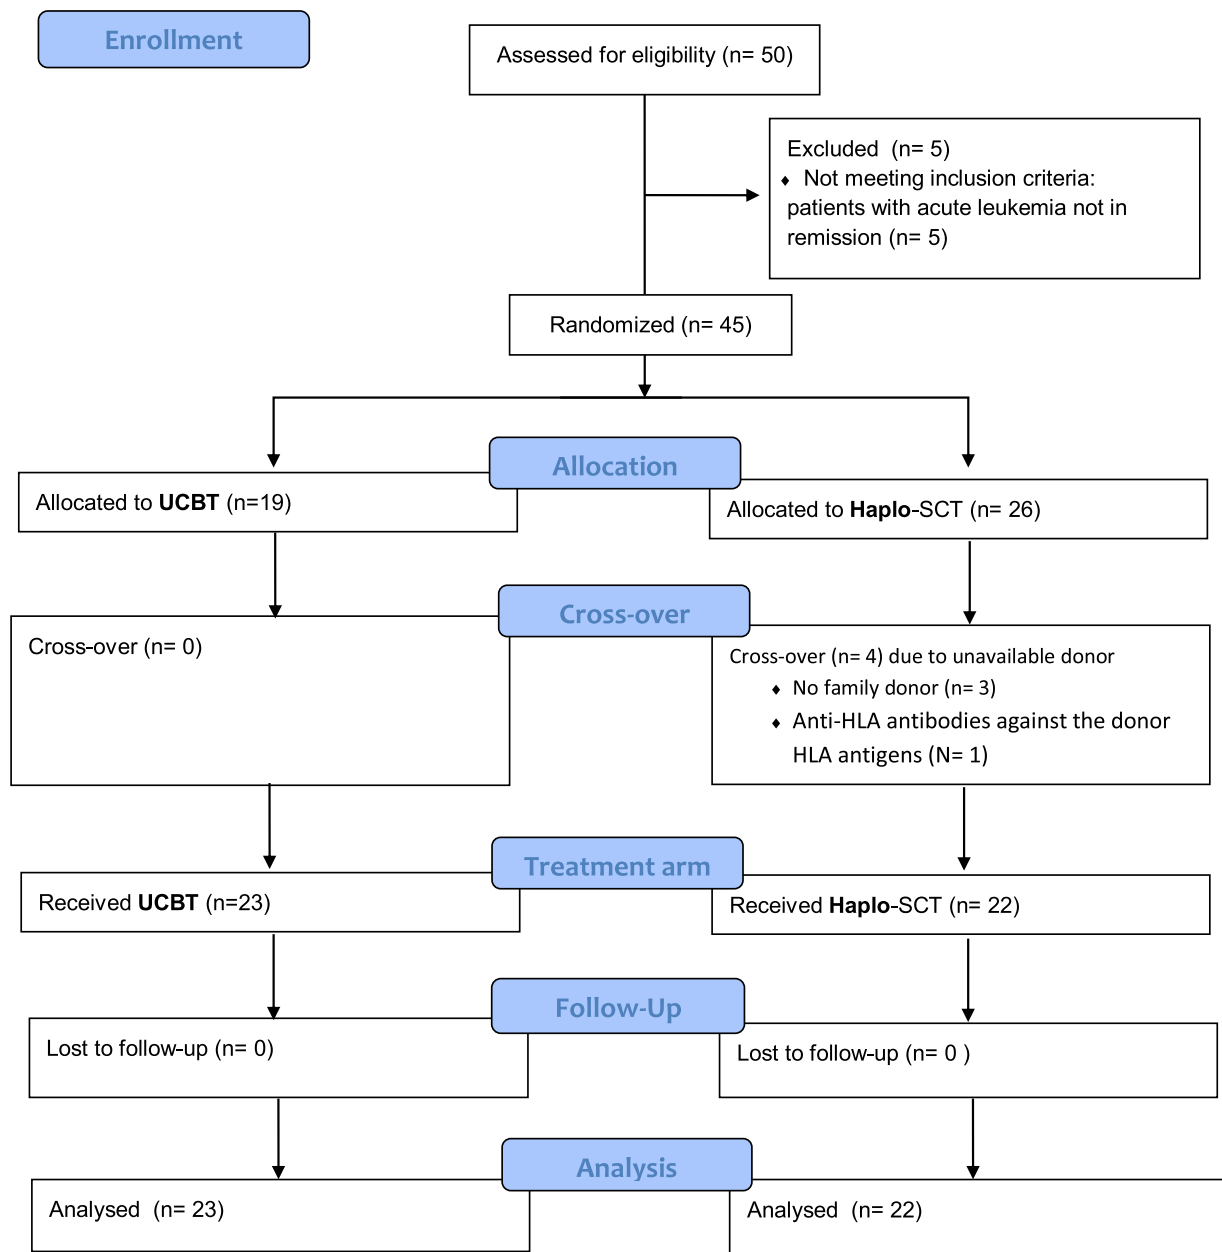 Enrollment
Assessed for eligibility (n= 50)
Excluded (n= 5)
♦ Not meeting inclusion criteria:
patients with acute leukemia not in
remission (n= 5)
Randomized (n= 45)
Allocation
Allocated to UCBT (n=19)
Allocated to Haplo-SCT (n= 26)
Cross-over
Cross-over (n= 0)
Cross-over (n= 4) due to unavailable donor
♦ No family donor (n= 3)
♦ Anti-HLA antibodies against the donor
HLA antigens (N= 1)
Treatment arm
Received UCBT (n=23)
Received Haplo-SCT (n= 22)
Follow-Up
Lost to follow-up (n= 0)
Lost to follow-up (n= 0 )
Analysis
Analysed (n= 23)
Analysed (n= 22)